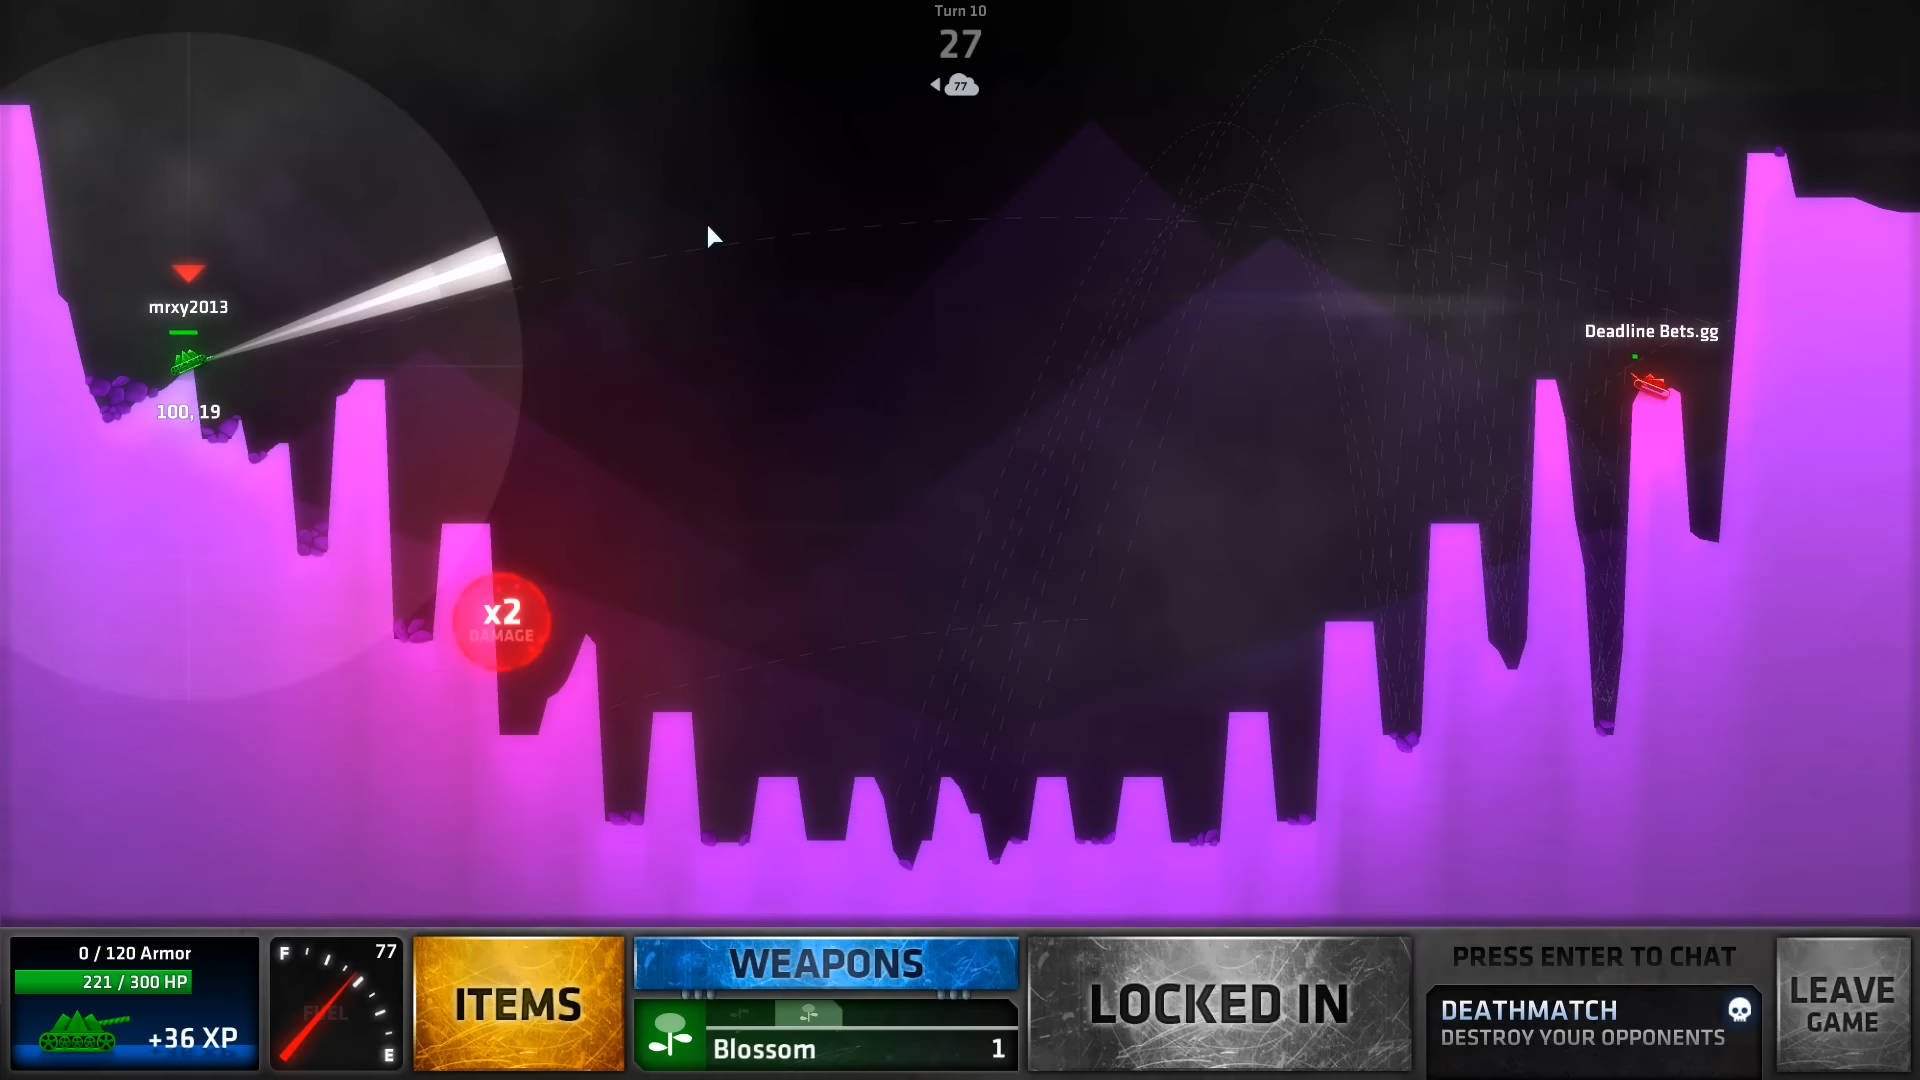 Turn 10
27
77
mrxy2013
Deadline Bets.gg
100, 19
x2
DAMAGE
0 / 120 Armor
221 / 300 HP
+36 XP
F
77
FUEL
E
ITEMS
WEAPONS
Blossom
1
LOCKED IN
PRESS ENTER TO CHAT
DEATHMATCH
DESTROY YOUR OPPONENTS
LEAVE
GAME